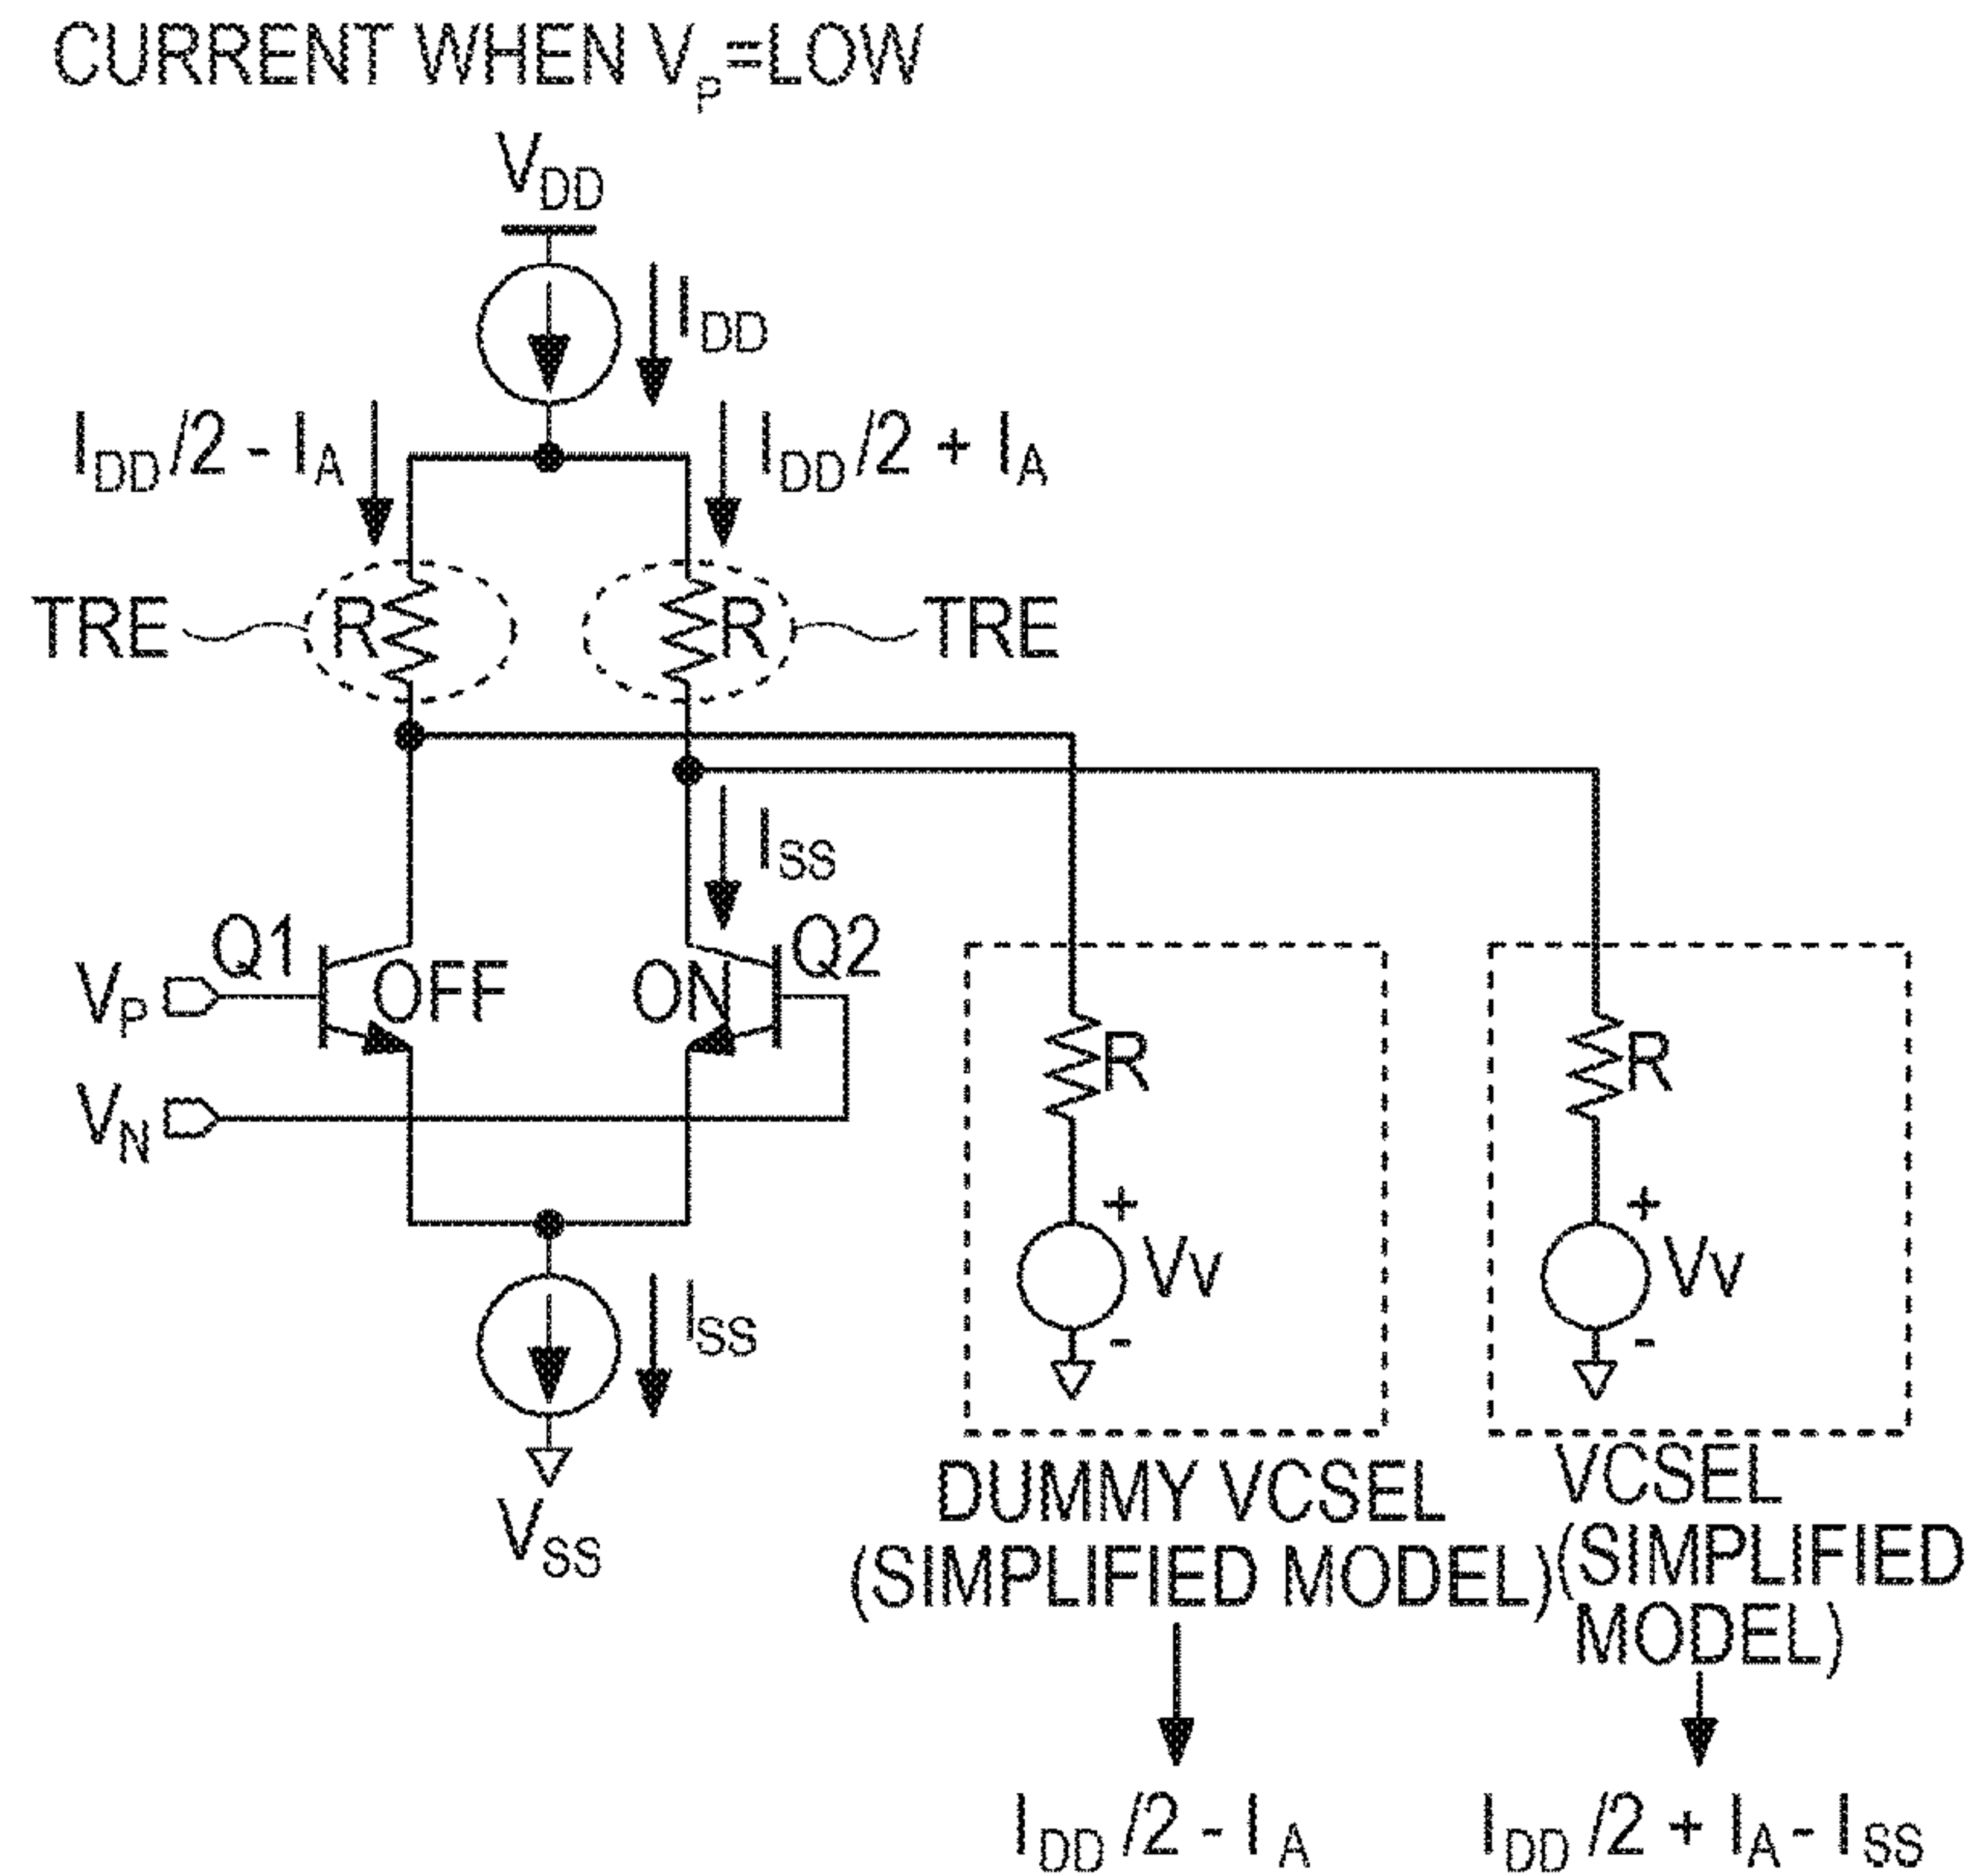 CURRENT WHEN V_P=LOW
V_DD
I_DD
I_DD/2 - I_A
I_DD/2 + I_A
TRE
R
R
TRE
I_SS
Q1
Q2
V_P
OFF
ON
V_N
R
R
+
+
Vv
Vv
I_SS
-
-
V_SS
DUMMY VCSEL
(SIMPLIFIED MODEL)
VCSEL
(SIMPLIFIED
MODEL)
I_DD/2 - I_A
I_DD/2 + I_A - I_SS